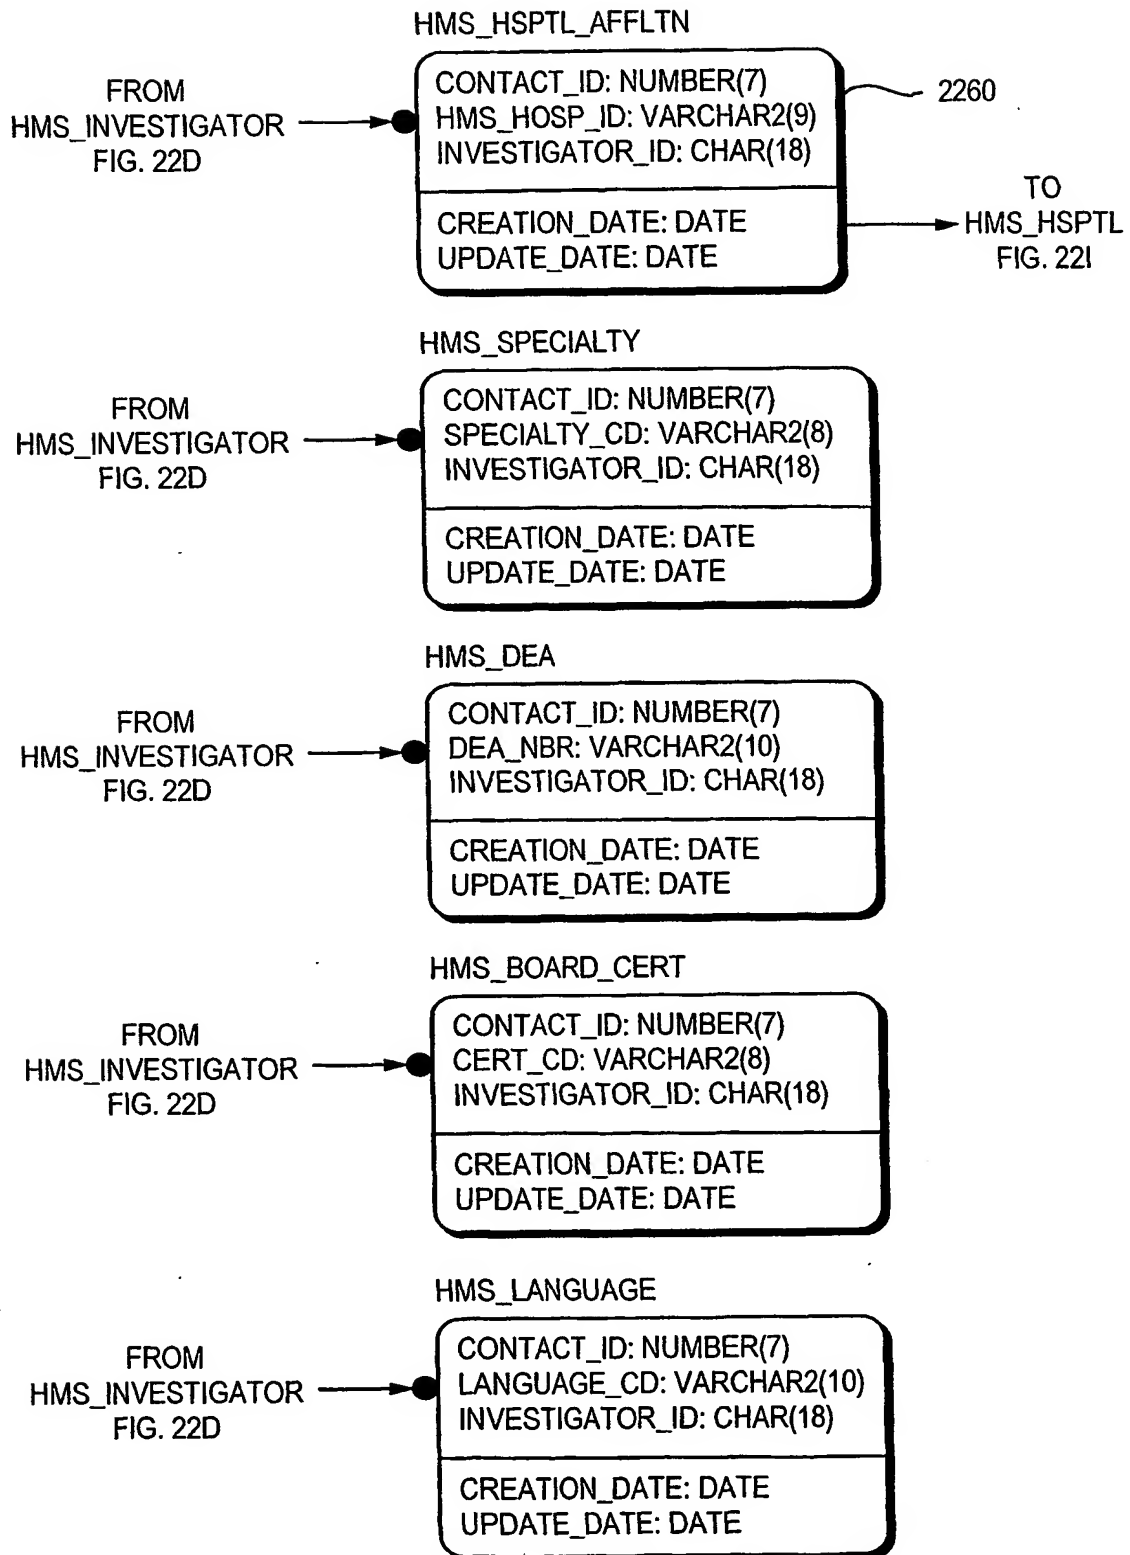 HMS_HSPTL_AFFLTN
FROM
HMS_INVESTIGATOR
FIG. 22D
CONTACT_ID: NUMBER(7)
HMS_HOSP_ID: VARCHAR2(9)
INVESTIGATOR_ID: CHAR(18)
CREATION_DATE: DATE
UPDATE_DATE: DATE
2260
TO
HMS_HSPTL
FIG. 22I
HMS_SPECIALTY
FROM
HMS_INVESTIGATOR
FIG. 22D
CONTACT_ID: NUMBER(7)
SPECIALTY_CD: VARCHAR2(8)
INVESTIGATOR_ID: CHAR(18)
CREATION_DATE: DATE
UPDATE_DATE: DATE
HMS_DEA
FROM
HMS_INVESTIGATOR
FIG. 22D
CONTACT_ID: NUMBER(7)
DEA_NBR: VARCHAR2(10)
INVESTIGATOR_ID: CHAR(18)
CREATION_DATE: DATE
UPDATE_DATE: DATE
HMS_BOARD_CERT
FROM
HMS_INVESTIGATOR
FIG. 22D
CONTACT_ID: NUMBER(7)
CERT_CD: VARCHAR2(8)
INVESTIGATOR_ID: CHAR(18)
CREATION_DATE: DATE
UPDATE_DATE: DATE
HMS_LANGUAGE
FROM
HMS_INVESTIGATOR
FIG. 22D
CONTACT_ID: NUMBER(7)
LANGUAGE_CD: VARCHAR2(10)
INVESTIGATOR_ID: CHAR(18)
CREATION_DATE: DATE
UPDATE_DATE: DATE